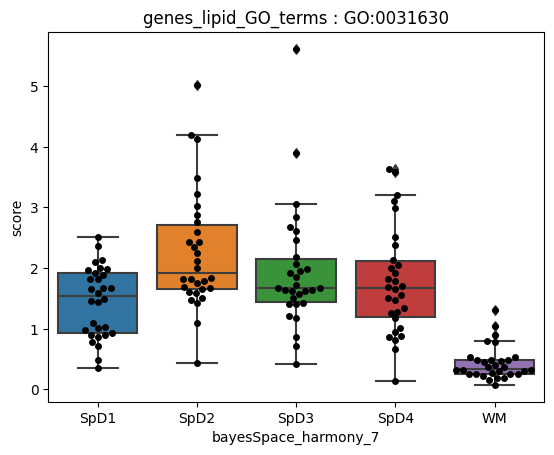 genes_lipid_GO_terms : GO:0031630
score
5
4
3
2
1
0
SpD1 SpD2 SpD3 SpD4 WM
bayesSpace_harmony_7